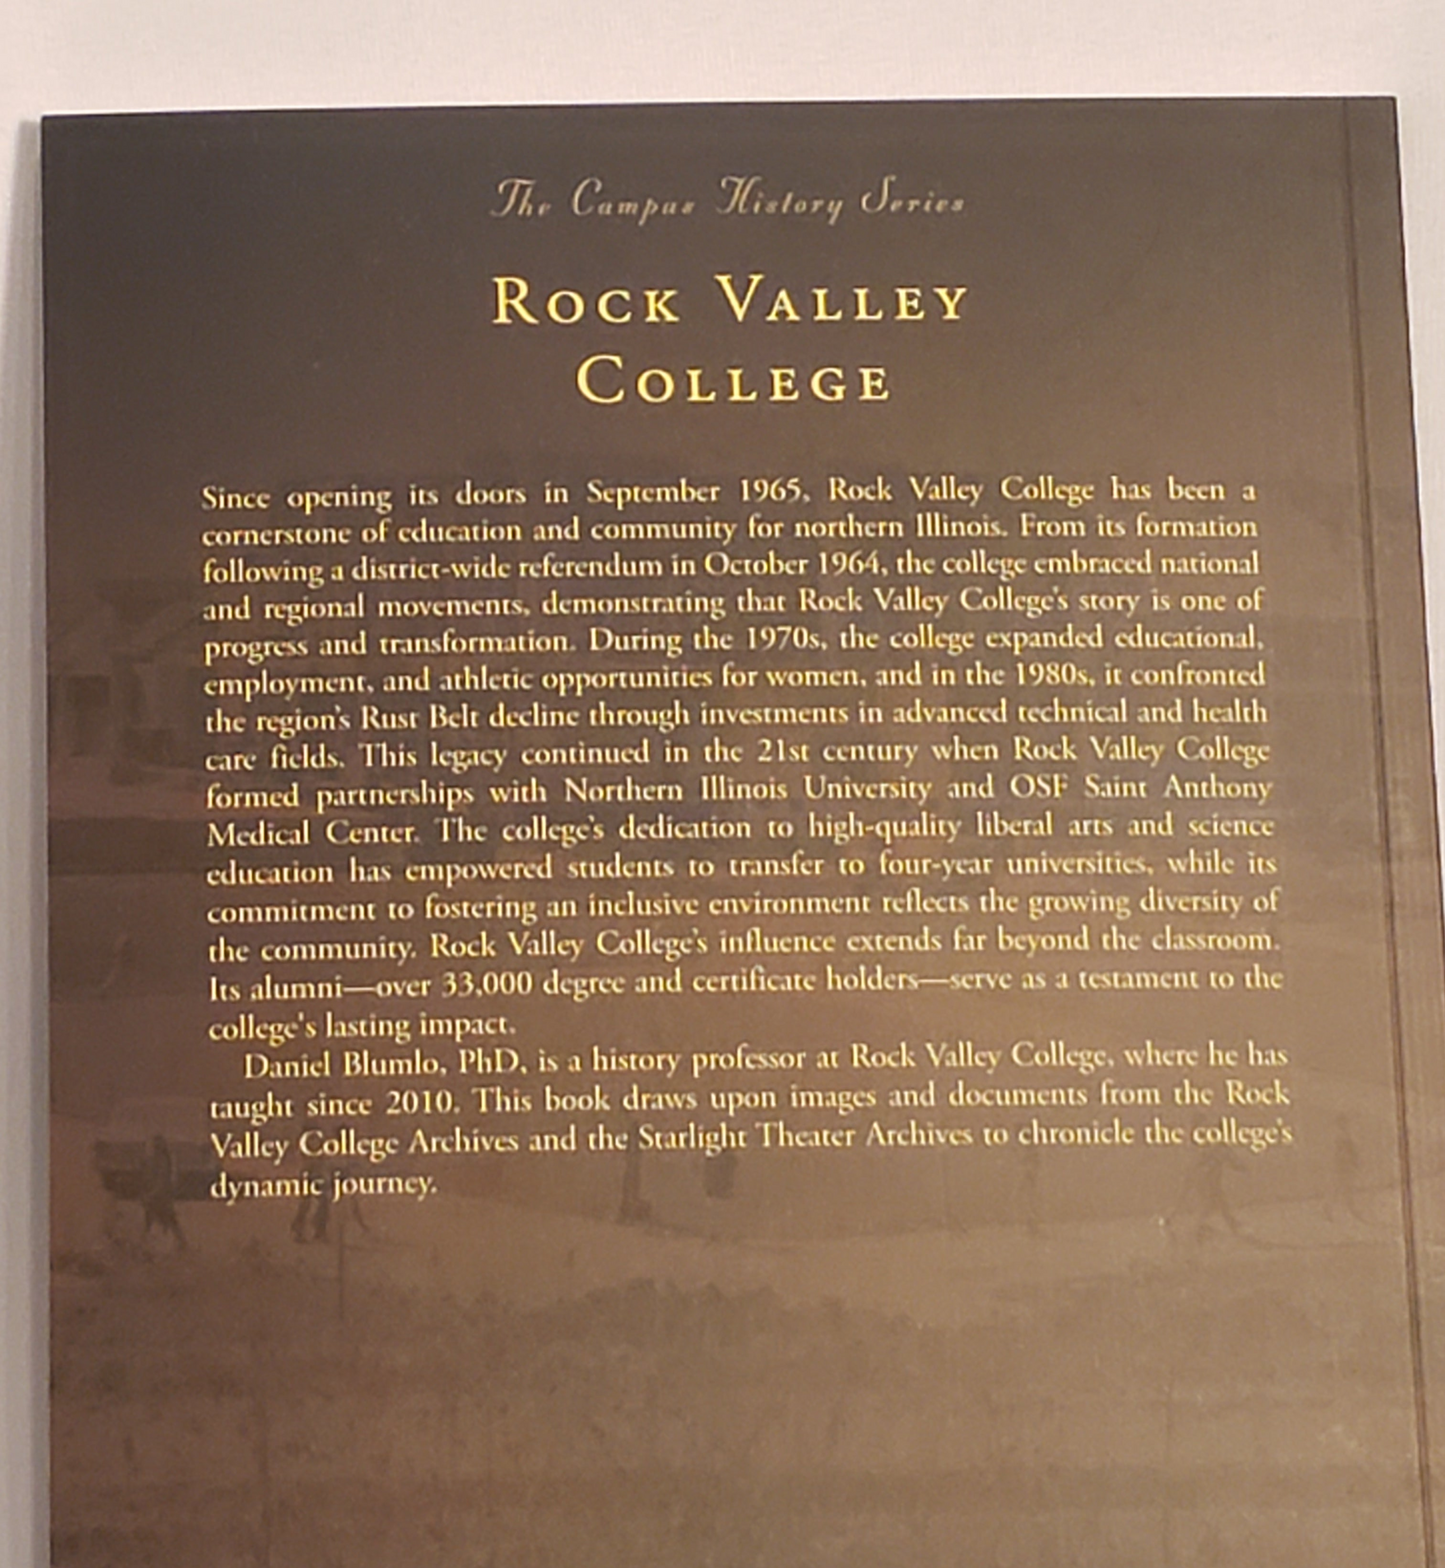 The Campus History Series
ROCK VALLEY
COLLEGE
Since opening its doors in September 1965, Rock Valley College has been a
cornerstone of education and community for northern Illinois. From its formation
following a district-wide referendum in October 1964, the college embraced national
and regional movements, demonstrating that Rock Valley College's story is one of
progress and transformation. During the 1970s, the college expanded educational,
employment, and athletic opportunities for women, and in the 1980s, it confronted
the region's Rust Belt decline through investments in advanced technical and health
care fields. This legacy continued in the 21st century when Rock Valley College
formed partnerships with Northern Illinois University and OSF Saint Anthony
Medical Center. The college's dedication to high-quality liberal arts and science
education has empowered students to transfer to four-year universities, while its
commitment to fostering an inclusive environment reflects the growing diversity of
the community. Rock Valley College's influence extends far beyond the classroom.
Its alumni—over 33,000 degree and certificate holders—serve as a testament to the
college's lasting impact.
Daniel Blumlo, PhD, is a history professor at Rock Valley College, where he has
taught since 2010. This book draws upon images and documents from the Rock
Valley College Archives and the Starlight Theater Archives to chronicle the college's
dynamic journey.